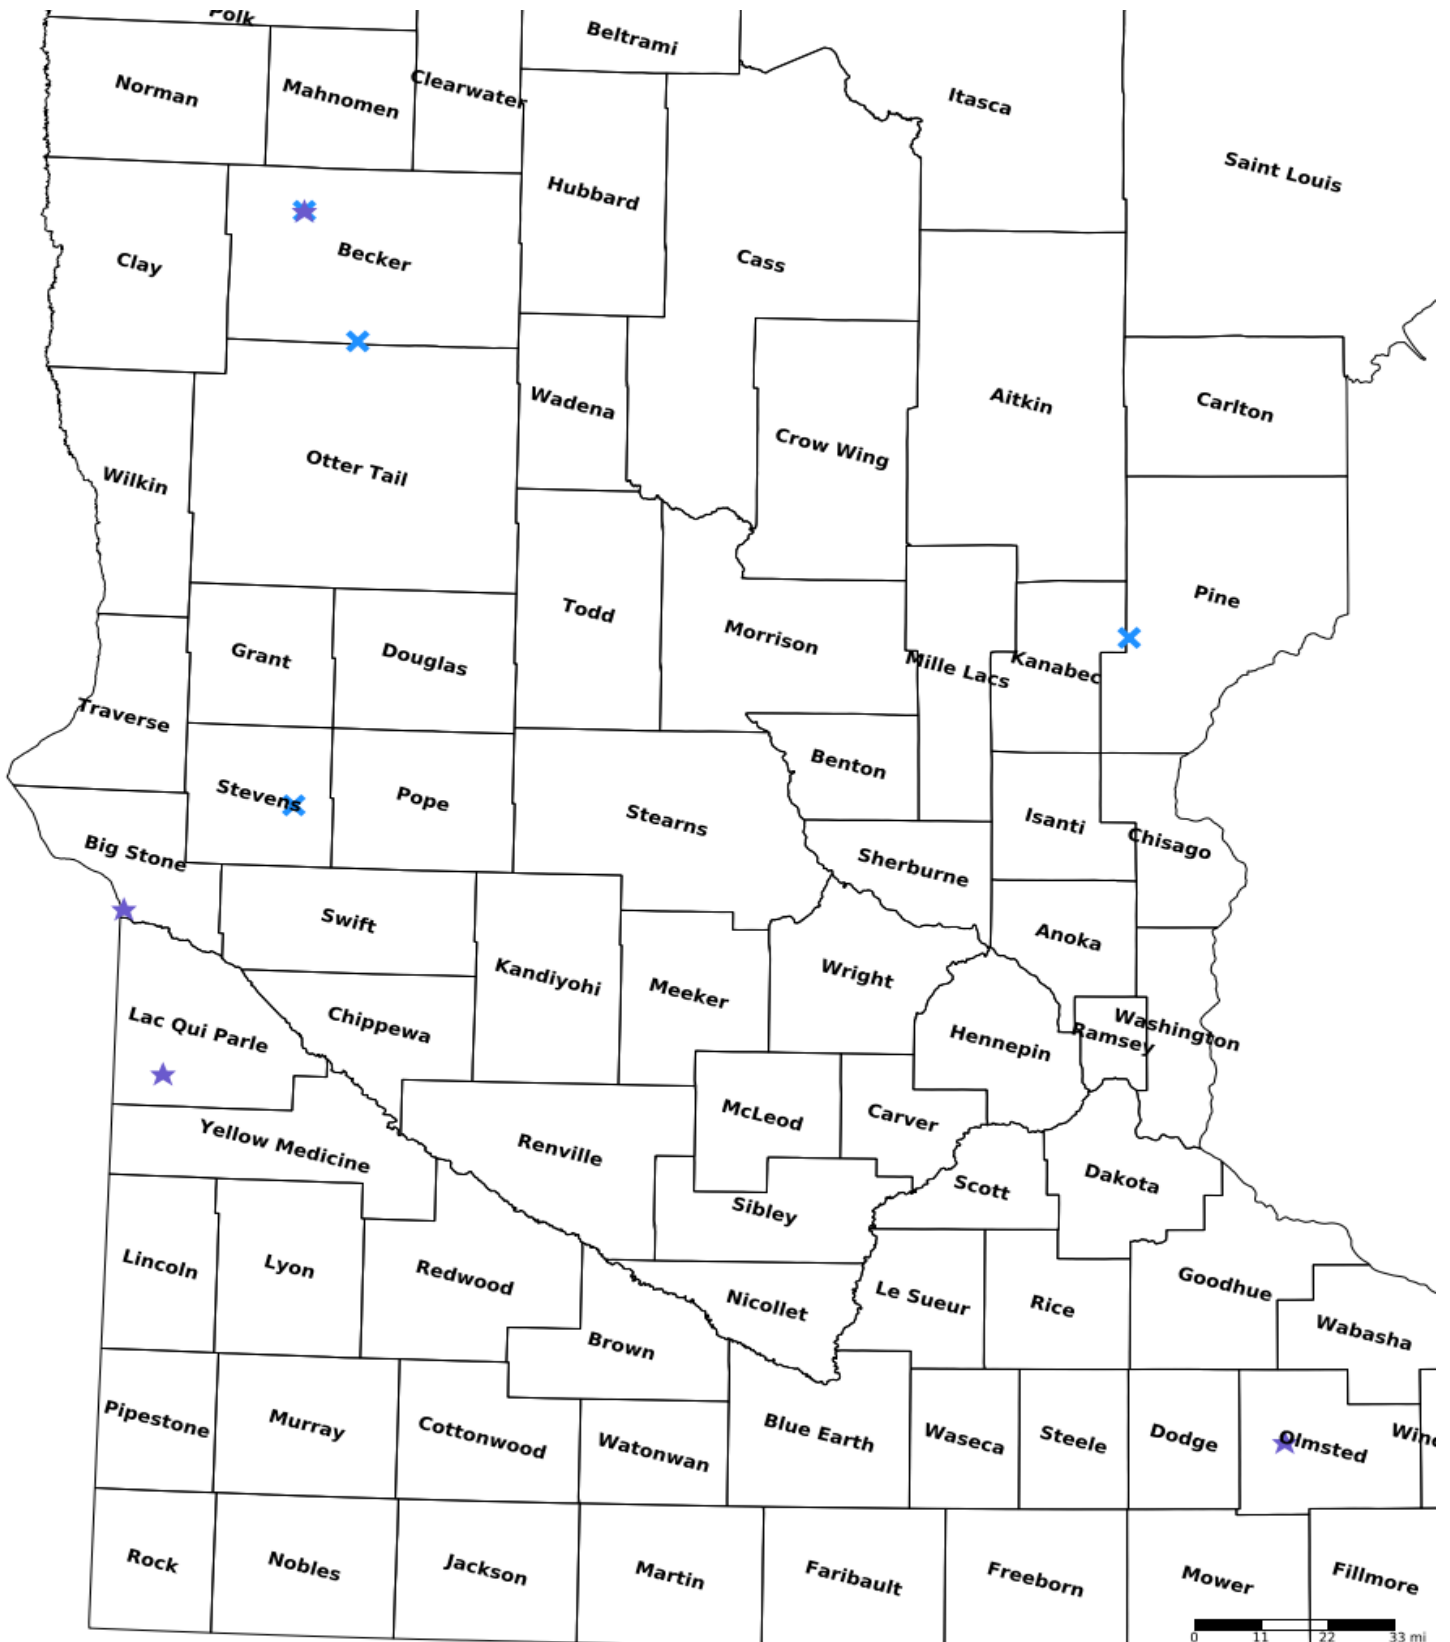 Polk
Beltrami
Norman
Mahnomen
Clearwater
Itasca
Saint Louis
Hubbard
Clay
Becker
Cass
Wadena
Aitkin
Carlton
Crow Wing
Otter Tail
Wilkin
Todd
Morrison
Pine
Grant
Douglas
Mille Lacs
Kanabec
Traverse
Stevens
Pope
Benton
Stearns
Isanti
Chisago
Big Stone
Sherburne
Swift
Anoka
Kandiyohi
Meeker
Wright
Lac Qui Parle
Chippewa
Hennepin
Ramsey
Washington
McLeod
Carver
Yellow Medicine
Renville
Scott
Dakota
Sibley
Lincoln
Lyon
Redwood
Nicollet
Le Sueur
Rice
Goodhue
Wabasha
Brown
Pipestone
Murray
Cottonwood
Watonwan
Blue Earth
Waseca
Steele
Dodge
Olmsted
Wino
Rock
Nobles
Jackson
Martin
Faribault
Freeborn
Mower
Fillmore
0 11 22 33 mi